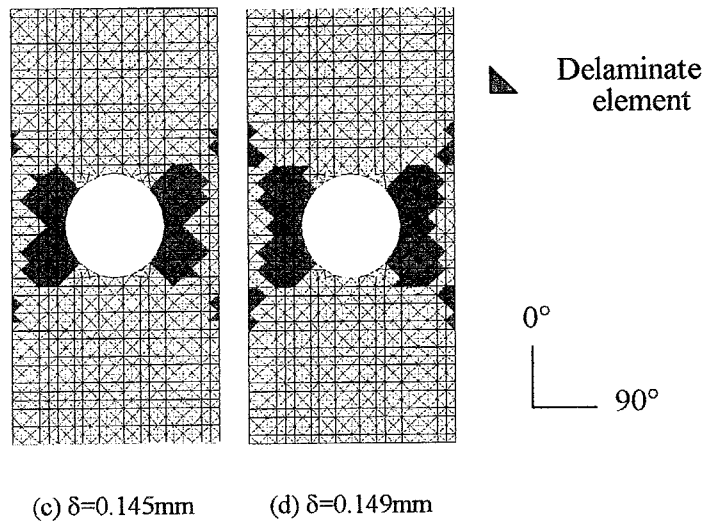 Delaminate
element
0°
90°
(c) δ=0.145mm
(d) δ=0.149mm